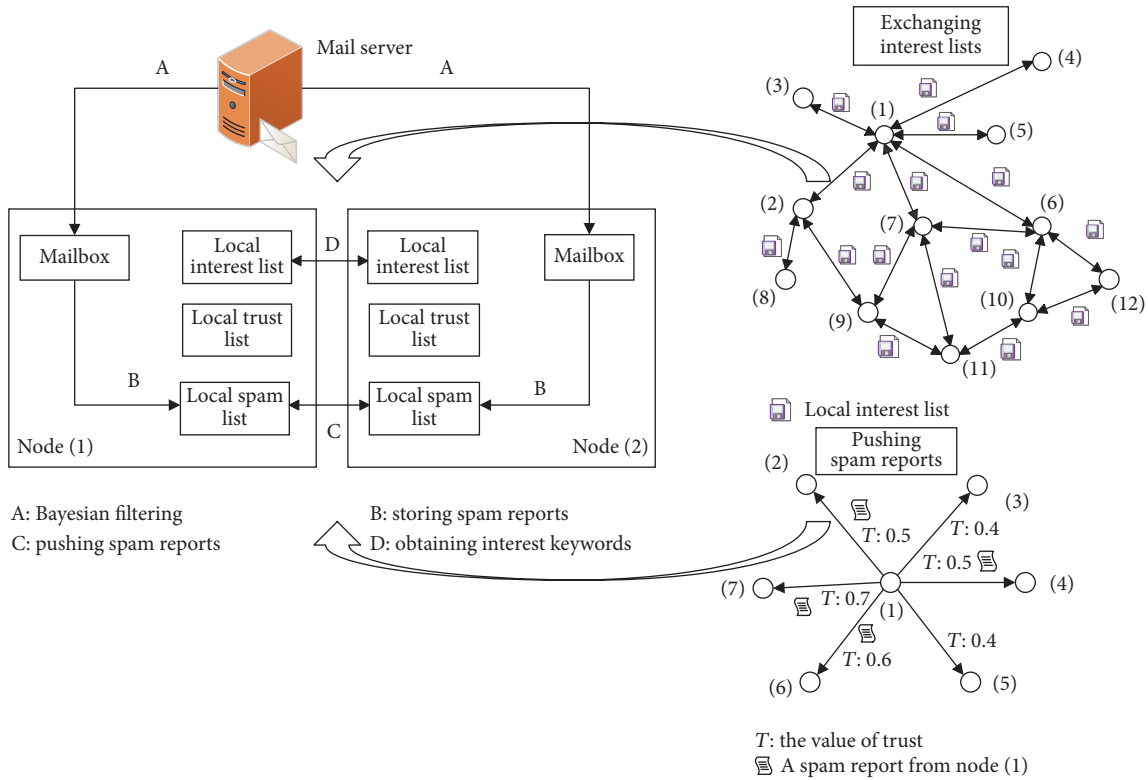 Mail server
A
A
Mailbox
Local
interest list
D
Local
interest list
Mailbox
Local trust
list
Local trust
list
B
Local spam
list
C
Local spam
list
B
Node (1)
Node (2)
A: Bayesian filtering
B: storing spam reports
C: pushing spam reports
D: obtaining interest keywords
Exchanging
interest lists
(4)
(3)
(1)
(5)
(2)
(7)
(6)
(8)
(9)
(10)
(12)
(11)
Local interest list
Pushing
spam reports
(2)
(3)
T: 0.5
T: 0.4
T: 0.5
(7)
T: 0.7
(1)
(4)
T: 0.6
T: 0.4
(6)
(5)
T: the value of trust
A spam report from node (1)